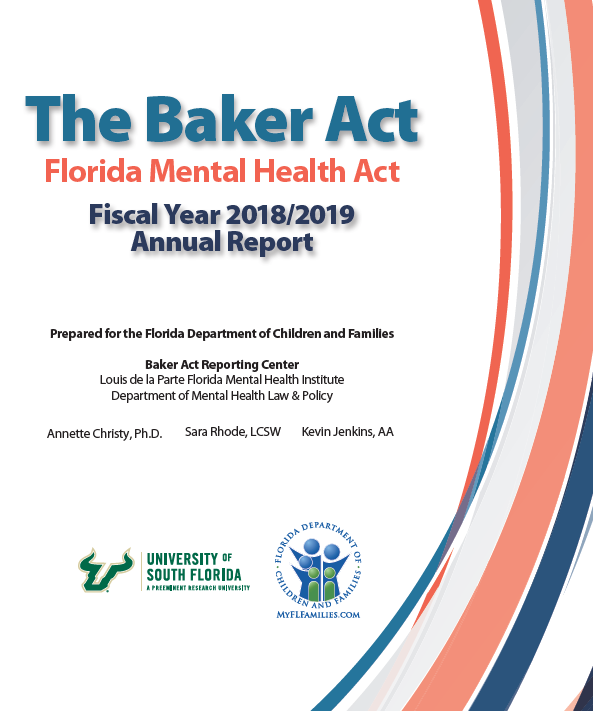 The Baker Act
Florida Mental Health Act
Fiscal Year 2018/2019
Annual Report
Prepared for the Florida Department of Children and Families
Baker Act Reporting Center
Louis de la Parte Florida Mental Health Institute
Department of Mental Health Law & Policy
Annette Christy, Ph.D. Sara Rhode, LCSW Kevin Jenkins, AA
UNIVERSITY OF
SOUTH FLORIDA
A PREEMINENT RESEARCH UNIVERSITY
FLORIDA DEPARTMENT OF
CHILDREN AND FAMILIES
MYFLFAMILIES.COM